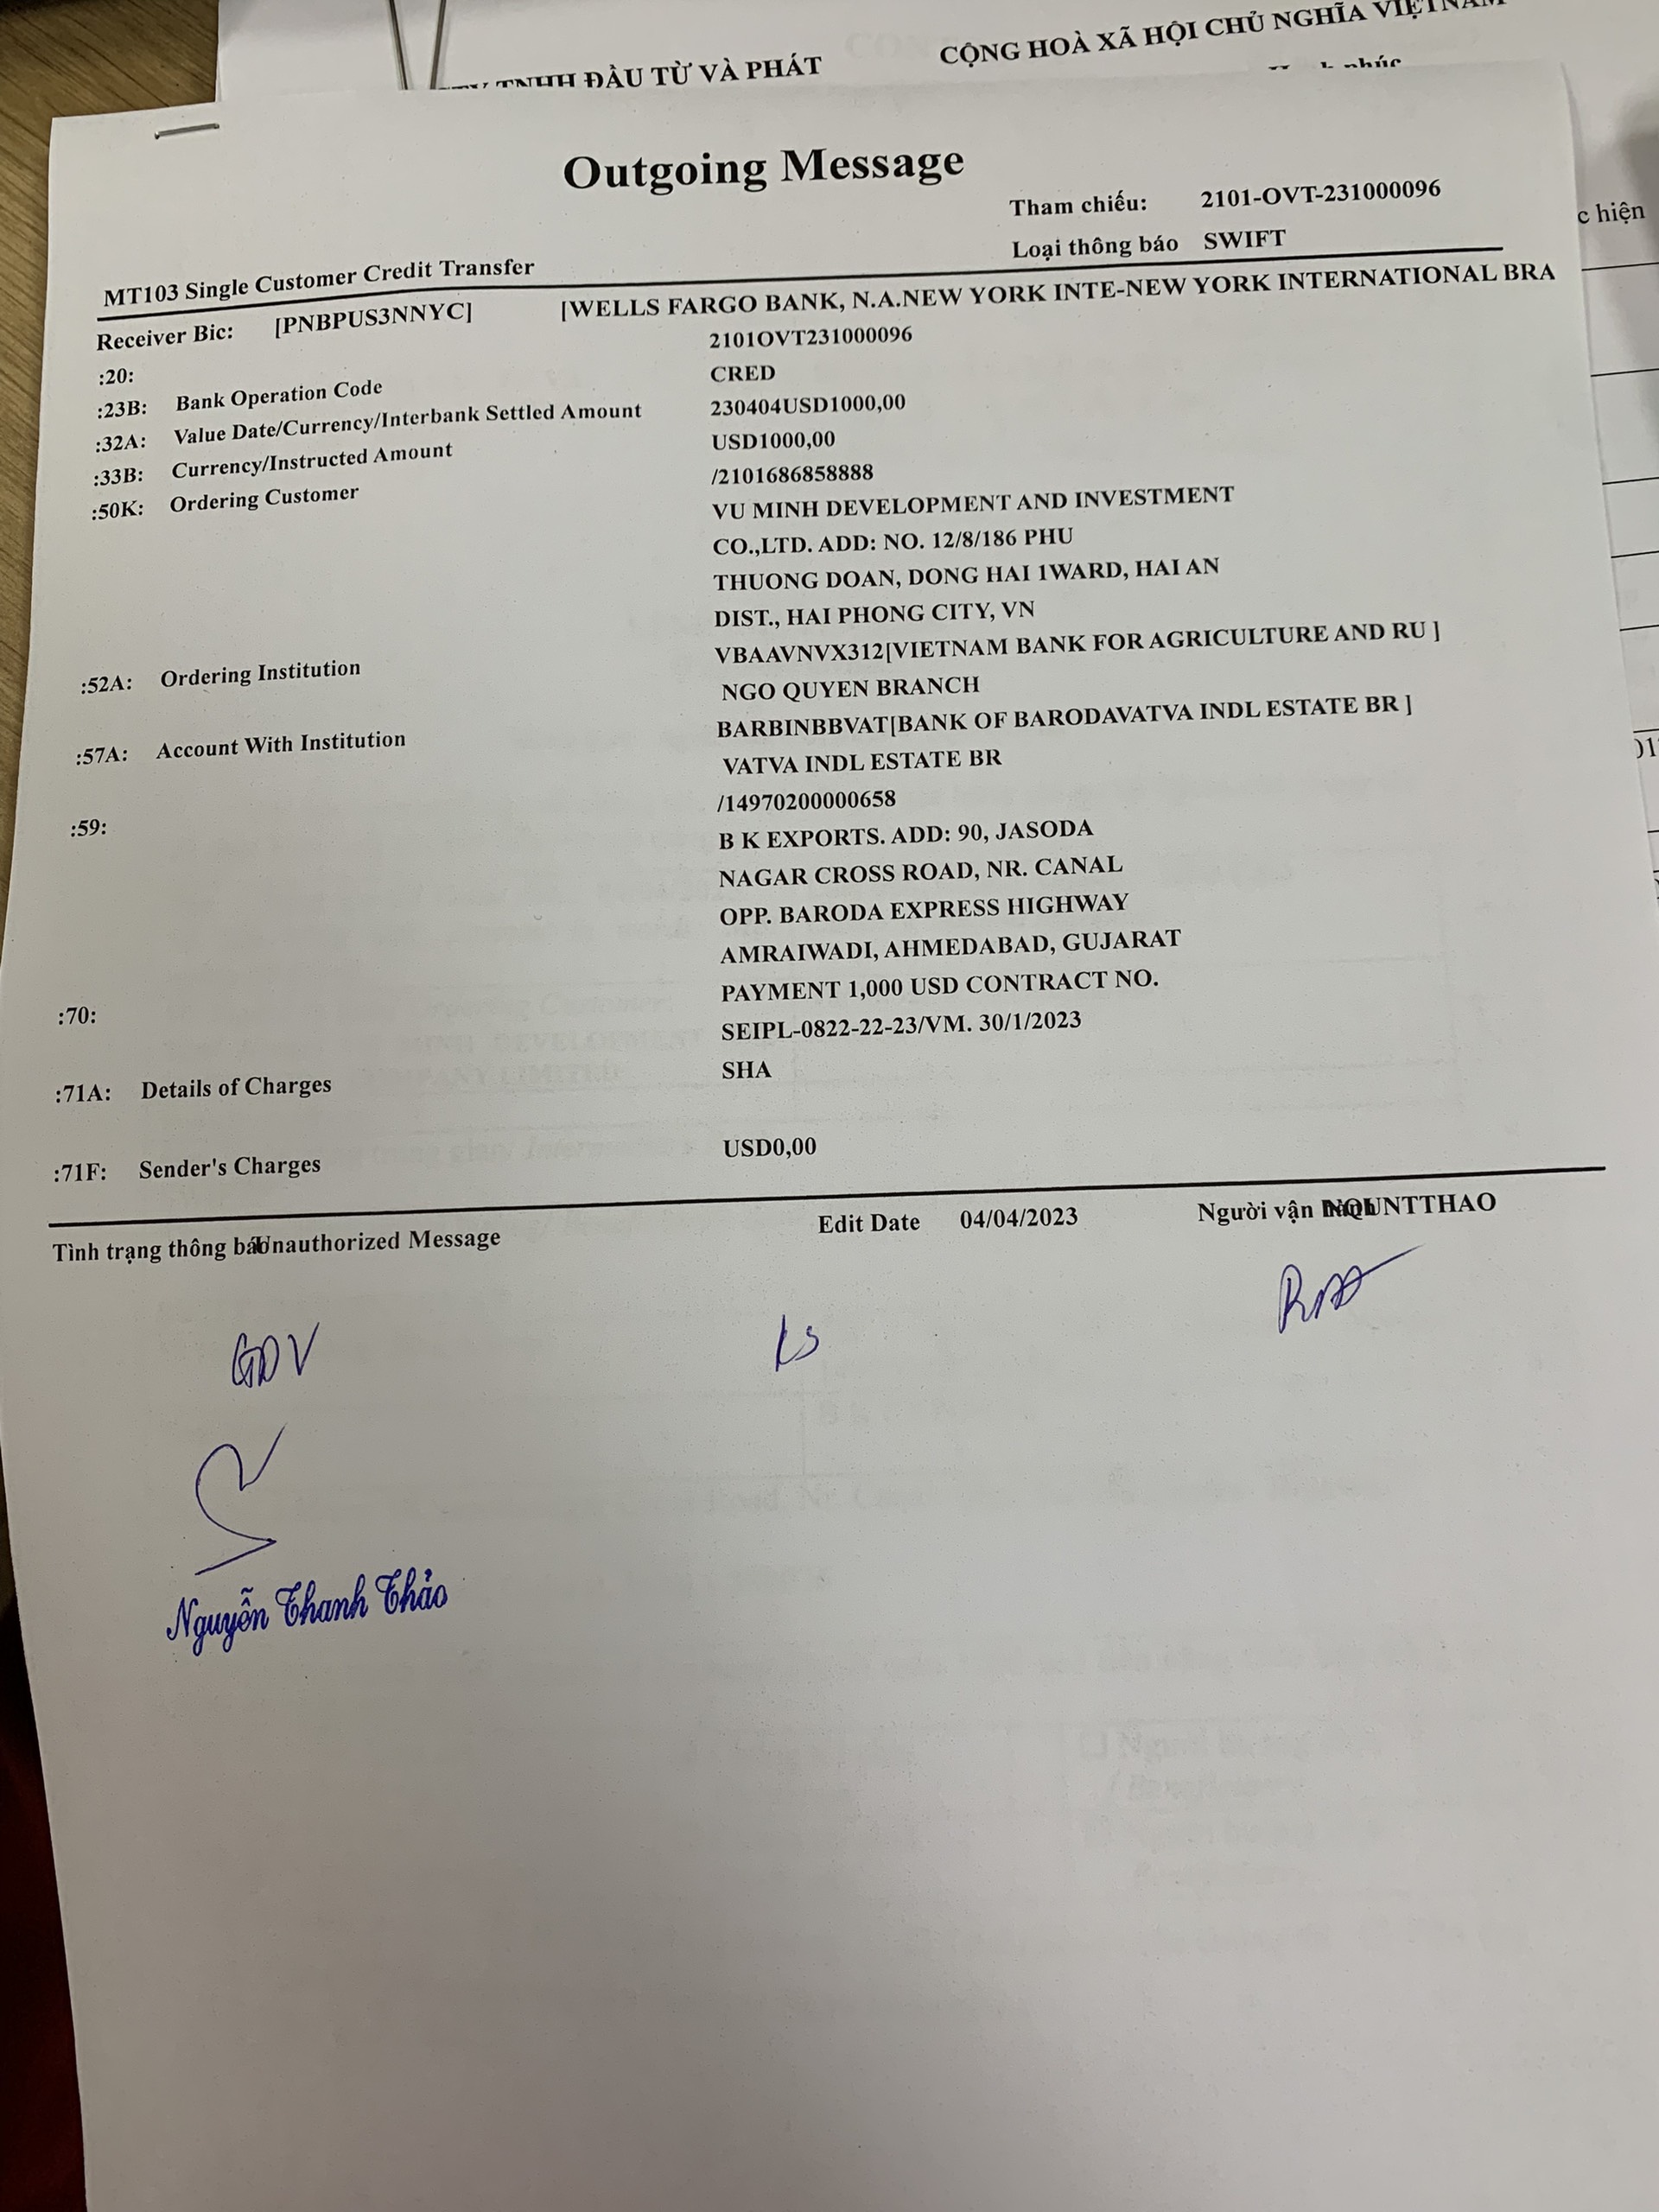 TNHH ĐẦU TỪ VÀ PHÁT
CỘNG HOÀ XÃ HỘI CHỦ NGHĨA VIỆT NAM
phúc
c hiện
Outgoing Message
Tham chiếu: 2101-OVT-231000096
Loại thông báo SWIFT
MT103 Single Customer Credit Transfer
Receiver Bic: [PNBPUS3NNYC] [WELLS FARGO BANK, N.A.NEW YORK INTE-NEW YORK INTERNATIONAL BRA
:20: 2101OVT231000096
:23B: Bank Operation Code CRED
:32A: Value Date/Currency/Interbank Settled Amount 230404USD1000,00
:33B: Currency/Instructed Amount USD1000,00
:50K: Ordering Customer /2101686858888
VU MINH DEVELOPMENT AND INVESTMENT
CO.,LTD. ADD: NO. 12/8/186 PHU
THUONG DOAN, DONG HAI 1WARD, HAI AN
DIST., HAI PHONG CITY, VN
:52A: Ordering Institution VBAAVNVX312[VIETNAM BANK FOR AGRICULTURE AND RU ]
NGO QUYEN BRANCH
:57A: Account With Institution BARBINBBVAT[BANK OF BARODAVATVA INDL ESTATE BR ]
VATVA INDL ESTATE BR
:59: /14970200000658
B K EXPORTS. ADD: 90, JASODA
NAGAR CROSS ROAD, NR. CANAL
OPP. BARODA EXPRESS HIGHWAY
AMRAIWADI, AHMEDABAD, GUJARAT
:70: PAYMENT 1,000 USD CONTRACT NO.
SEIPL-0822-22-23/VM. 30/1/2023
:71A: Details of Charges SHA
:71F: Sender's Charges USD0,00
Tình trạng thông báo Unauthorized Message Edit Date 04/04/2023 Người vận hành NQUNTTHAO
GDV KS
Nguyễn Thanh Thảo